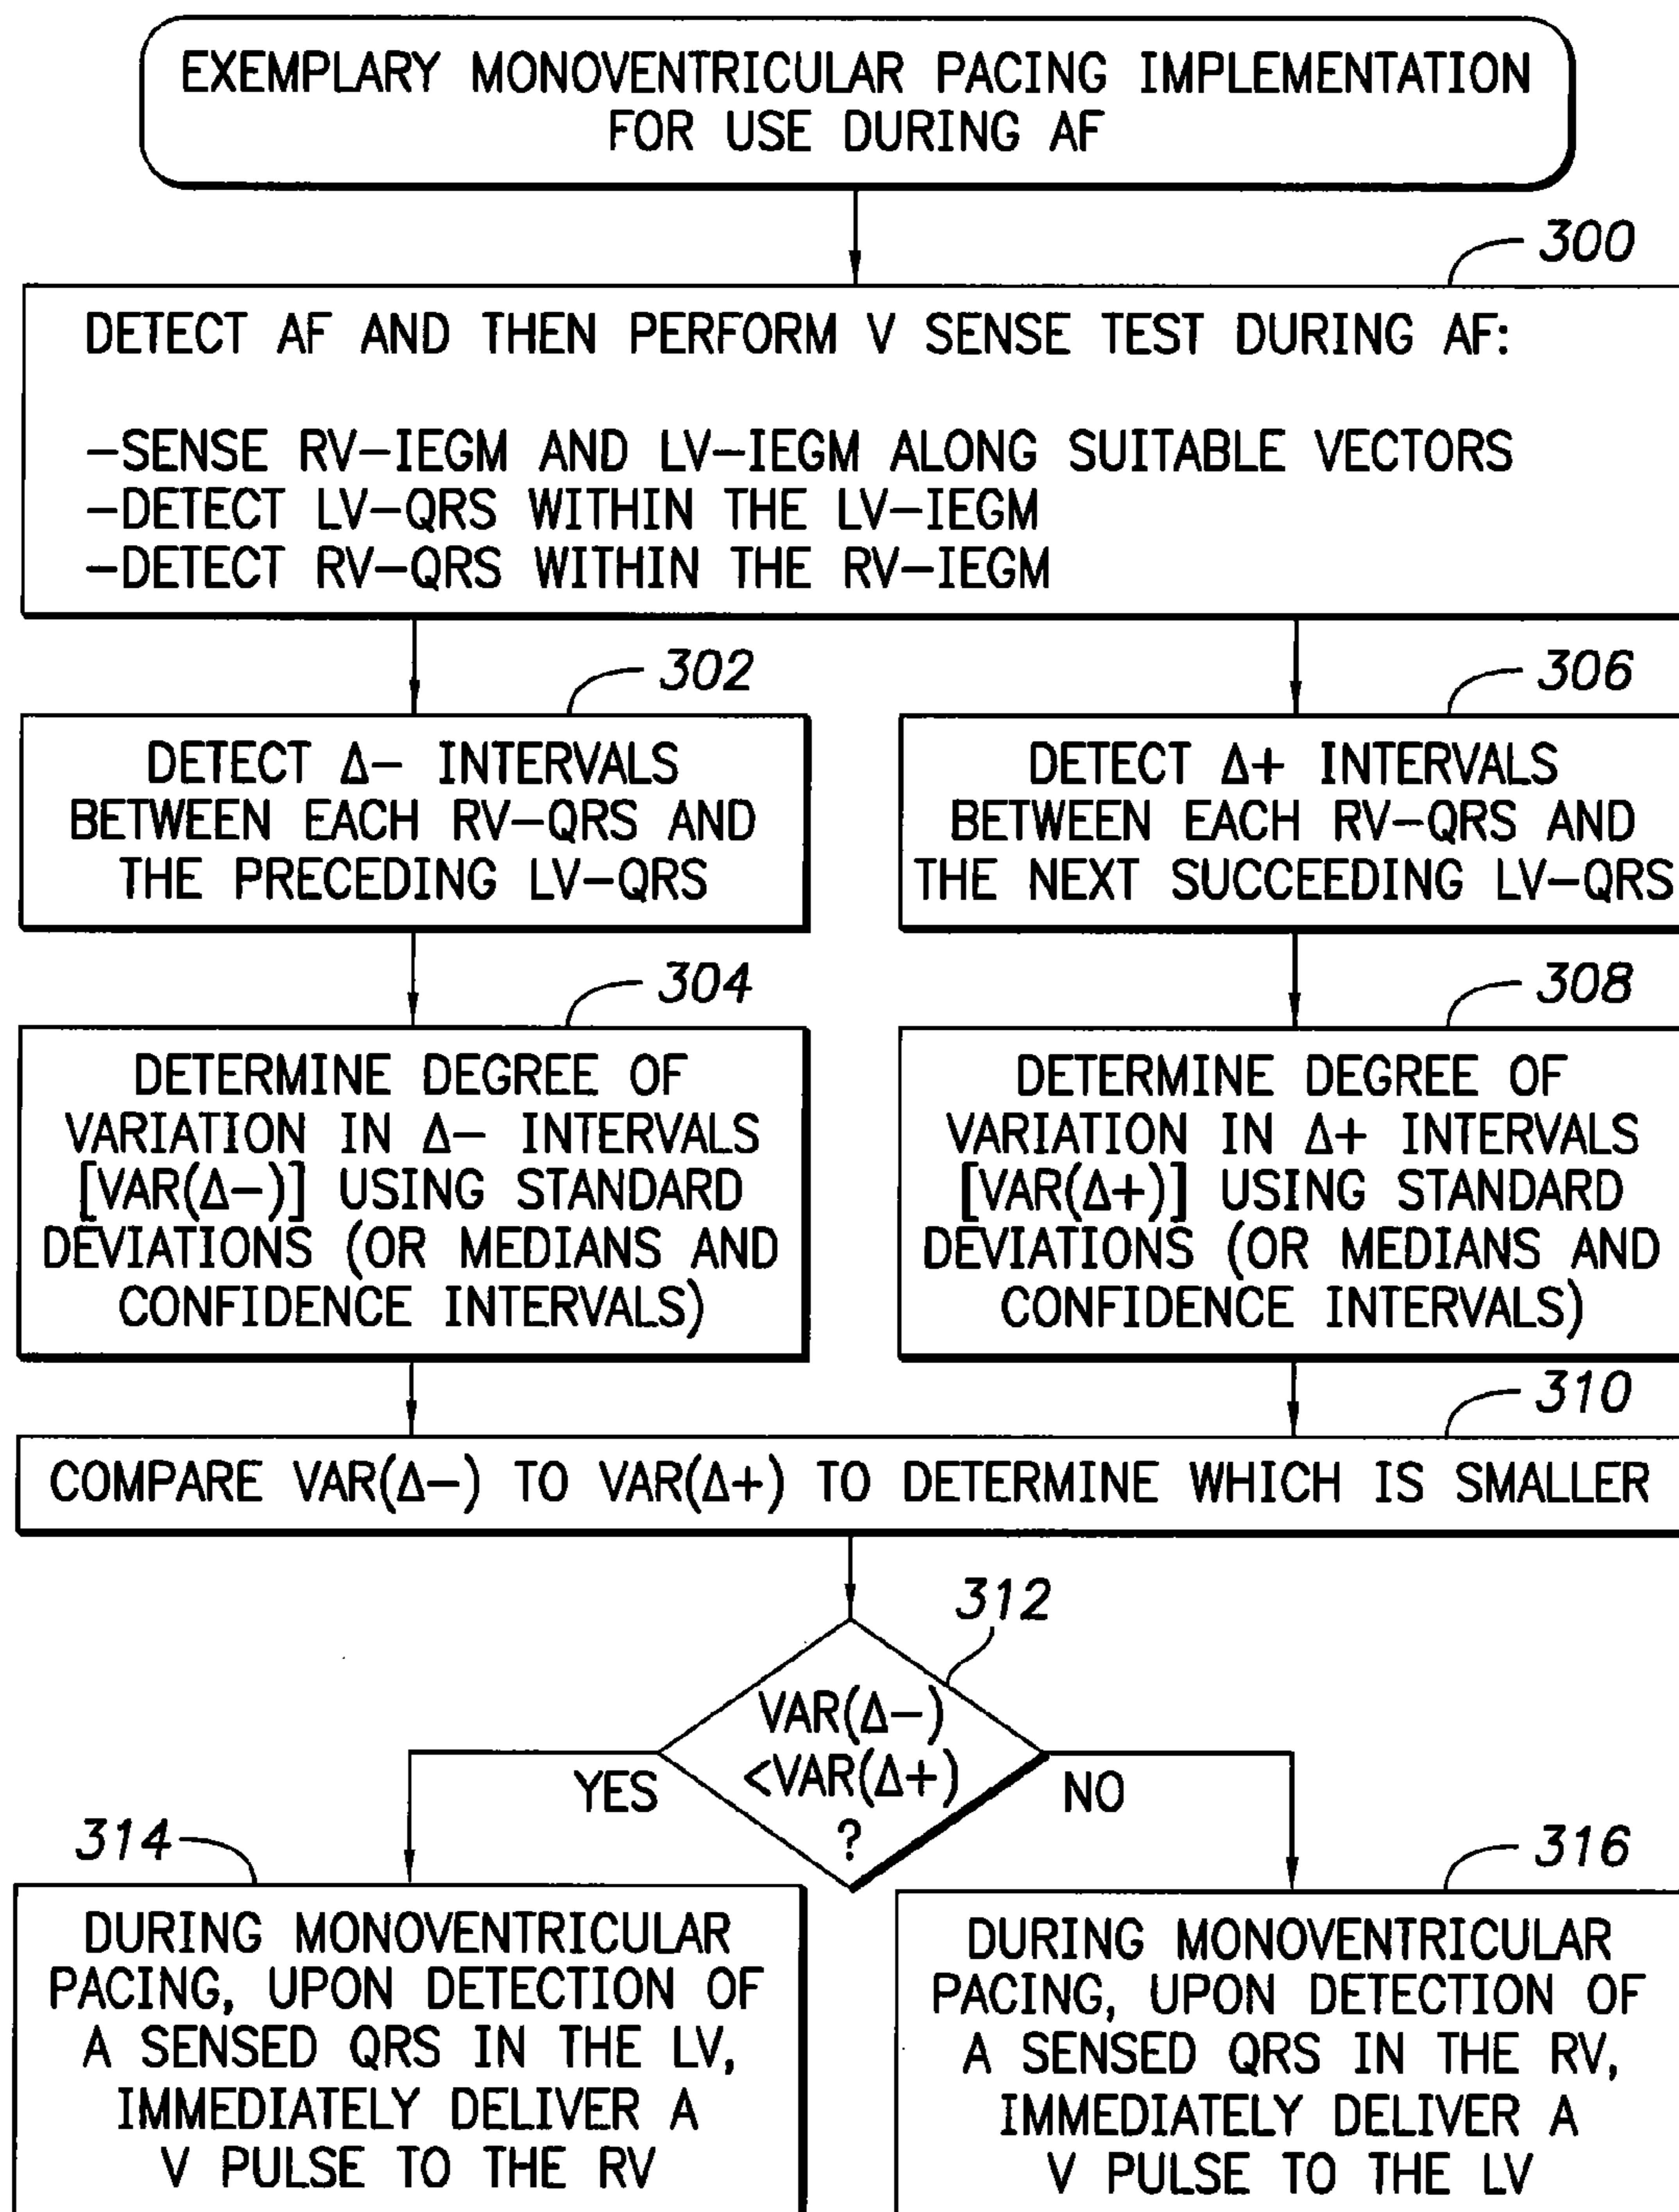 EXEMPLARY MONOVENTRICULAR PACING IMPLEMENTATION
FOR USE DURING AF
300
DETECT AF AND THEN PERFORM V SENSE TEST DURING AF:
–SENSE RV–IEGM AND LV–IEGM ALONG SUITABLE VECTORS
–DETECT LV–QRS WITHIN THE LV–IEGM
–DETECT RV–QRS WITHIN THE RV–IEGM
302
DETECT Δ– INTERVALS
BETWEEN EACH RV–QRS AND
THE PRECEDING LV–QRS
306
DETECT Δ+ INTERVALS
BETWEEN EACH RV–QRS AND
THE NEXT SUCCEEDING LV–QRS
304
DETERMINE DEGREE OF
VARIATION IN Δ– INTERVALS
[VAR(Δ–)] USING STANDARD
DEVIATIONS (OR MEDIANS AND
CONFIDENCE INTERVALS)
308
DETERMINE DEGREE OF
VARIATION IN Δ+ INTERVALS
[VAR(Δ+)] USING STANDARD
DEVIATIONS (OR MEDIANS AND
CONFIDENCE INTERVALS)
310
COMPARE VAR(Δ–) TO VAR(Δ+) TO DETERMINE WHICH IS SMALLER
312
VAR(Δ–)
<VAR(Δ+)
?
YES
NO
314
DURING MONOVENTRICULAR
PACING, UPON DETECTION OF
A SENSED QRS IN THE LV,
IMMEDIATELY DELIVER A
V PULSE TO THE RV
316
DURING MONOVENTRICULAR
PACING, UPON DETECTION OF
A SENSED QRS IN THE RV,
IMMEDIATELY DELIVER A
V PULSE TO THE LV